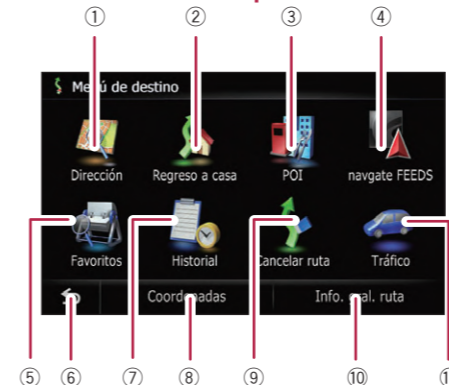 ① ② ③ ④
Menú de destino
Dirección Regreso a casa POI navgate FEEDS
Favoritos Historial Cancelar ruta Tráfico
Coordenadas Info. gral. ruta
⑤ ⑥ ⑦ ⑧ ⑨ ⑩